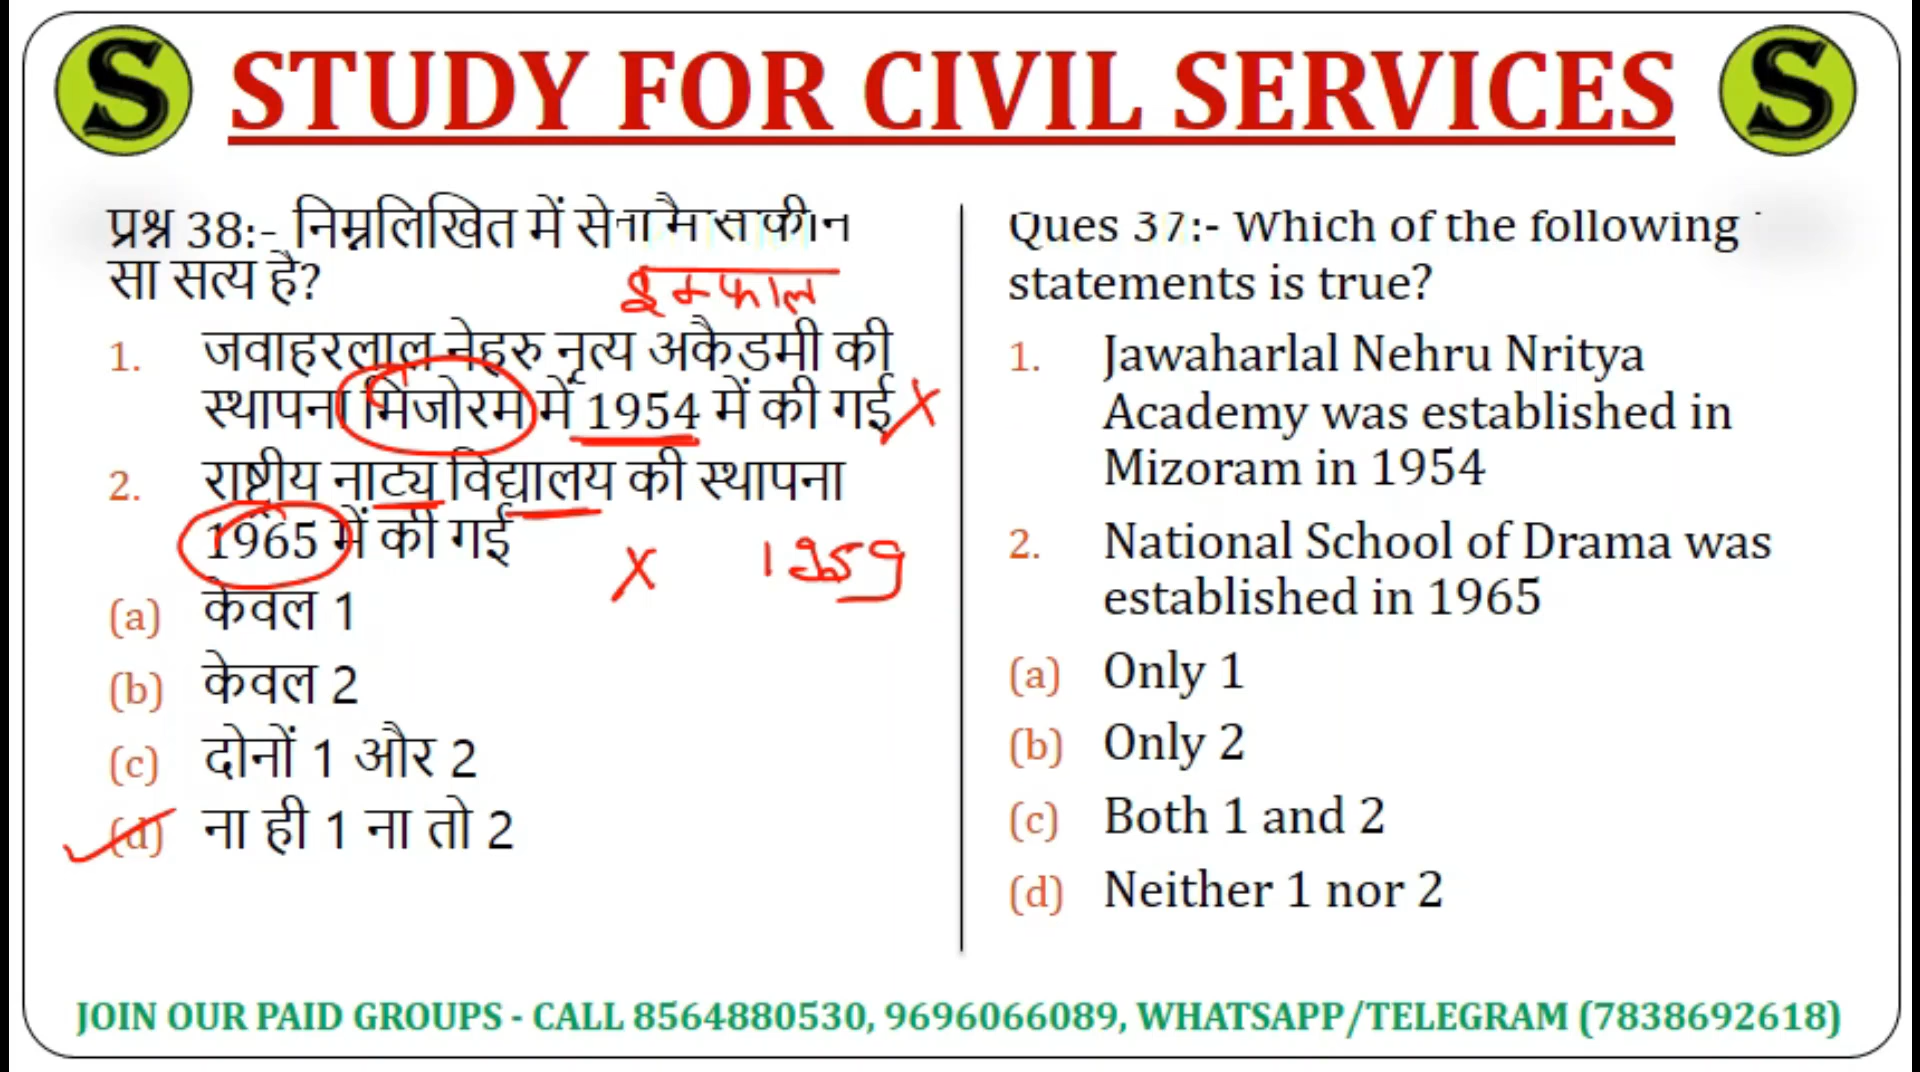 S
STUDY FOR CIVIL SERVICES
S
प्रश्न 38:- निम्नलिखित में से
सा सत्य है?
1. जवाहरलाल नेहरु नृत्य अकैडमी की
स्थापना मिजोरम में 1954 में की गई X
2. राष्ट्रीय नाट्य विद्यालय की स्थापना
1965 में की गई
X 1959
(a) केवल 1
(b) केवल 2
(c) दोनों 1 और 2
(d) ना ही 1 ना तो 2
Ques 37:- Which of the following
statements is true?
1. Jawaharlal Nehru Nritya
Academy was established in
Mizoram in 1954
2. National School of Drama was
established in 1965
(a) Only 1
(b) Only 2
(c) Both 1 and 2
(d) Neither 1 nor 2
JOIN OUR PAID GROUPS - CALL 8564880530, 9696066089, WHATSAPP/TELEGRAM (7838692618)